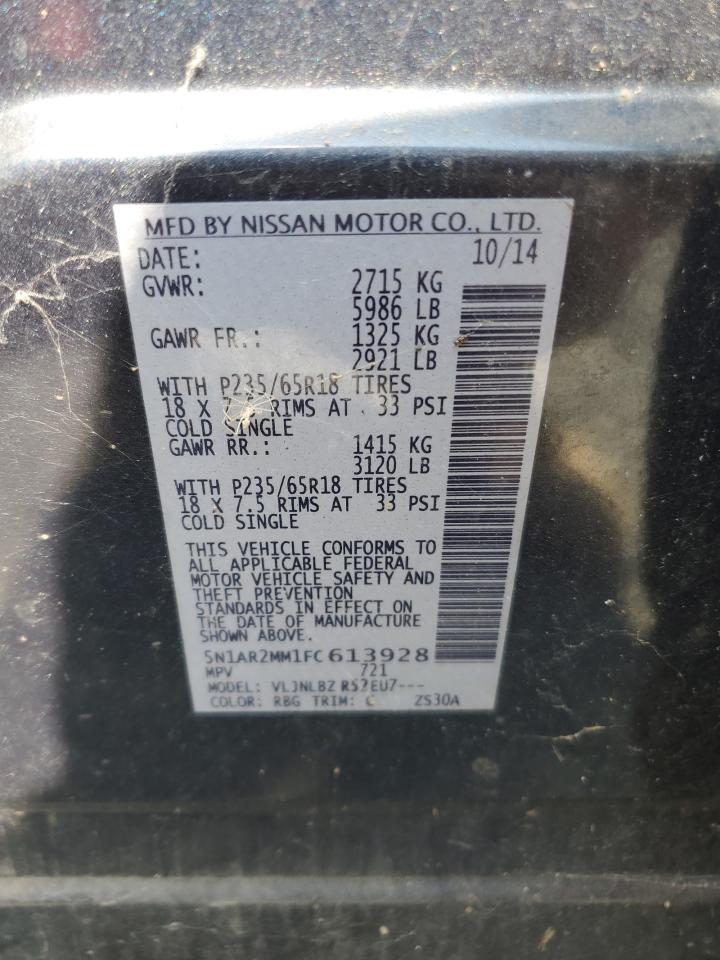 MFD BY NISSAN MOTOR CO., LTD.
DATE: 10/14
GVWR: 2715 KG
5986 LB
GAWR FR.: 1325 KG
2921 LB
WITH P235/65R18 TIRES
18 X RIMS AT 33 PSI
COLD SINGLE
GAWR RR.: 1415 KG
3120 LB
WITH P235/65R18 TIRES
18 X 7.5 RIMS AT 33 PSI
COLD SINGLE
THIS VEHICLE CONFORMS TO
ALL APPLICABLE FEDERAL
MOTOR VEHICLE SAFETY AND
THEFT PREVENTION
STANDARDS IN EFFECT ON
THE DATE OF MANUFACTURE
5N1AR2MM1FC613928
MPV 721
MODEL: VLJNLBZ R52EU7---
COLOR: RBG TRIM: ZS30A